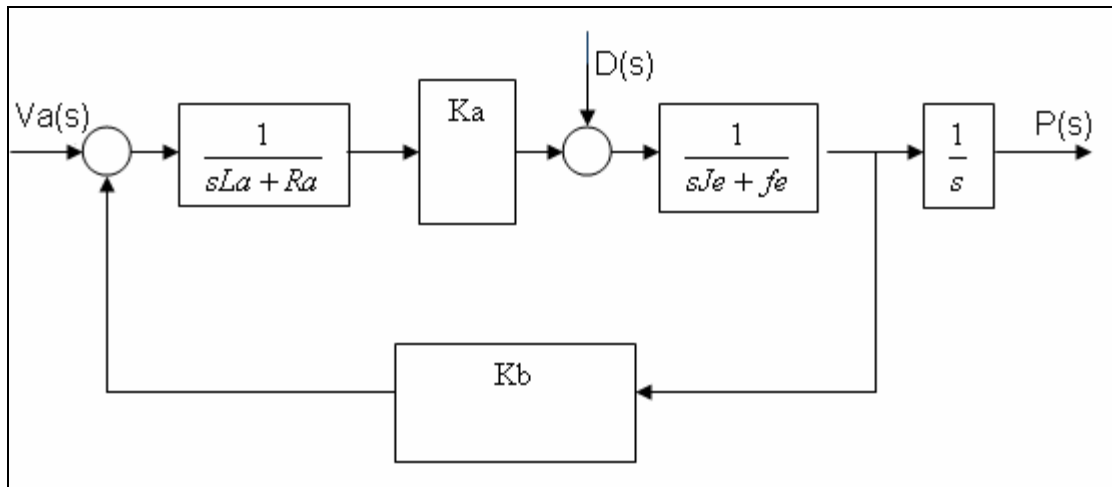 Va(s)
1
sLa + Ra
Ka
D(s)
1
sJe + fe
1
s
P(s)
Kb